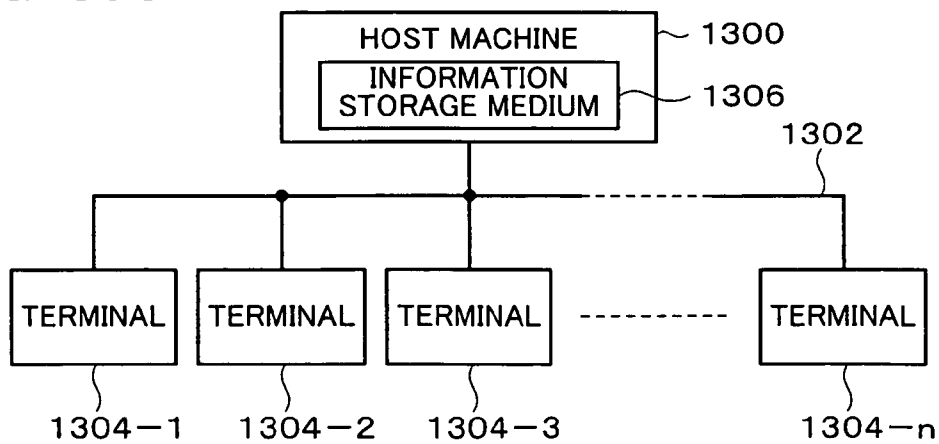 HOST MACHINE
1300
INFORMATION
STORAGE MEDIUM
1306
1302
TERMINAL TERMINAL TERMINAL TERMINAL
1304-1 1304-2 1304-3 1304-n